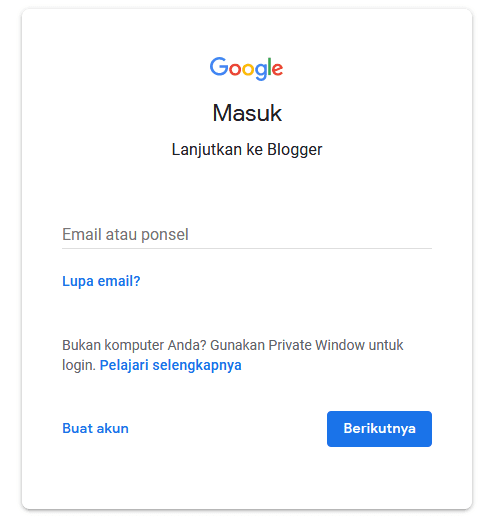 Google
Masuk
Lanjutkan ke Blogger
Email atau ponsel
Lupa email?
Bukan komputer Anda? Gunakan Private Window untuk
login. Pelajari selengkapnya
Buat akun
Berikutnya